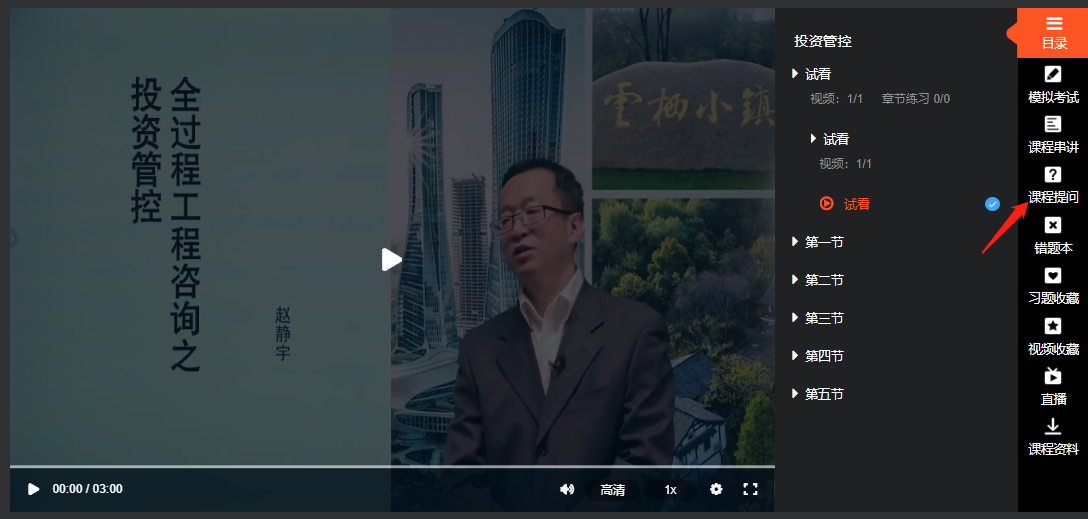 全过程工程咨询之
投资管控
赵静宇
雲栖小镇
00:00 / 03:00
高清
1x
投资管控
试看
视频：1/1 章节练习 0/0
试看
视频：1/1
试看
第一节
第二节
第三节
第四节
第五节
目录
模拟考试
课程串讲
课程提问
错题本
习题收藏
视频收藏
直播
课程资料